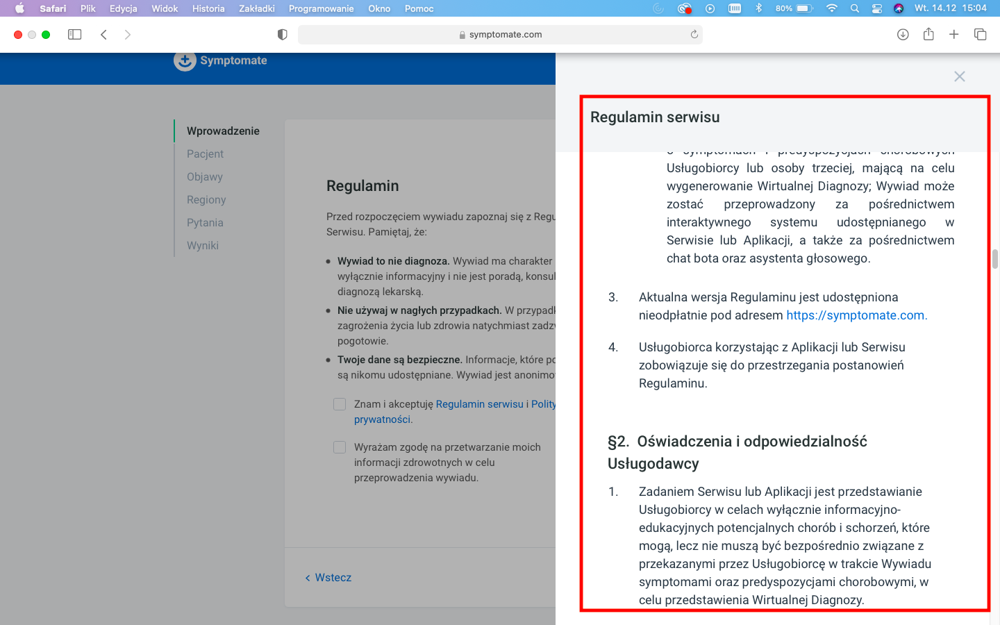 Safari Plik Edycja Widok Historia Zakładki Programowanie Okno Pomoc 80% Wt. 14.12 15:04
symptomate.com
Symptomate
Wprowadzenie
Pacjent
Objawy
Regiony
Pytania
Wyniki
Regulamin
Przed rozpoczęciem wywiadu zapoznaj się z Regu
Serwisu. Pamiętaj, że:
Wywiad to nie diagnoza. Wywiad ma charakter
wyłącznie informacyjny i nie jest poradą, konsul
diagnozą lekarską.
Nie używaj w nagłych przypadkach. W przypadk
zagrożenia życia lub zdrowia natychmiast zadzw
pogotowie.
Twoje dane są bezpieczne. Informacje, które po
są nikomu udostępniane. Wywiad jest anonimo
Znam i akceptuję Regulamin serwisu i Polity
prywatności.
Wyrażam zgodę na przetwarzanie moich
informacji zdrowotnych w celu
przeprowadzenia wywiadu.
Wstecz
Regulamin serwisu
o symptomach i predyspozycjach chorobowych
Usługobiorcy lub osoby trzeciej, mającą na celu
wygenerowanie Wirtualnej Diagnozy; Wywiad może
zostać przeprowadzony za pośrednictwem
interaktywnego systemu udostępnianego w
Serwisie lub Aplikacji, a także za pośrednictwem
chat bota oraz asystenta głosowego.
3. Aktualna wersja Regulaminu jest udostępniona
nieodpłatnie pod adresem https://symptomate.com.
4. Usługobiorca korzystając z Aplikacji lub Serwisu
zobowiązuje się do przestrzegania postanowień
Regulaminu.
§2. Oświadczenia i odpowiedzialność
Usługodawcy
1. Zadaniem Serwisu lub Aplikacji jest przedstawianie
Usługobiorcy w celach wyłącznie informacyjno-
edukacyjnych potencjalnych chorób i schorzeń, które
mogą, lecz nie muszą być bezpośrednio związane z
przekazanymi przez Usługobiorcę w trakcie Wywiadu
symptomami oraz predyspozycjami chorobowymi, w
celu przedstawienia Wirtualnej Diagnozy.